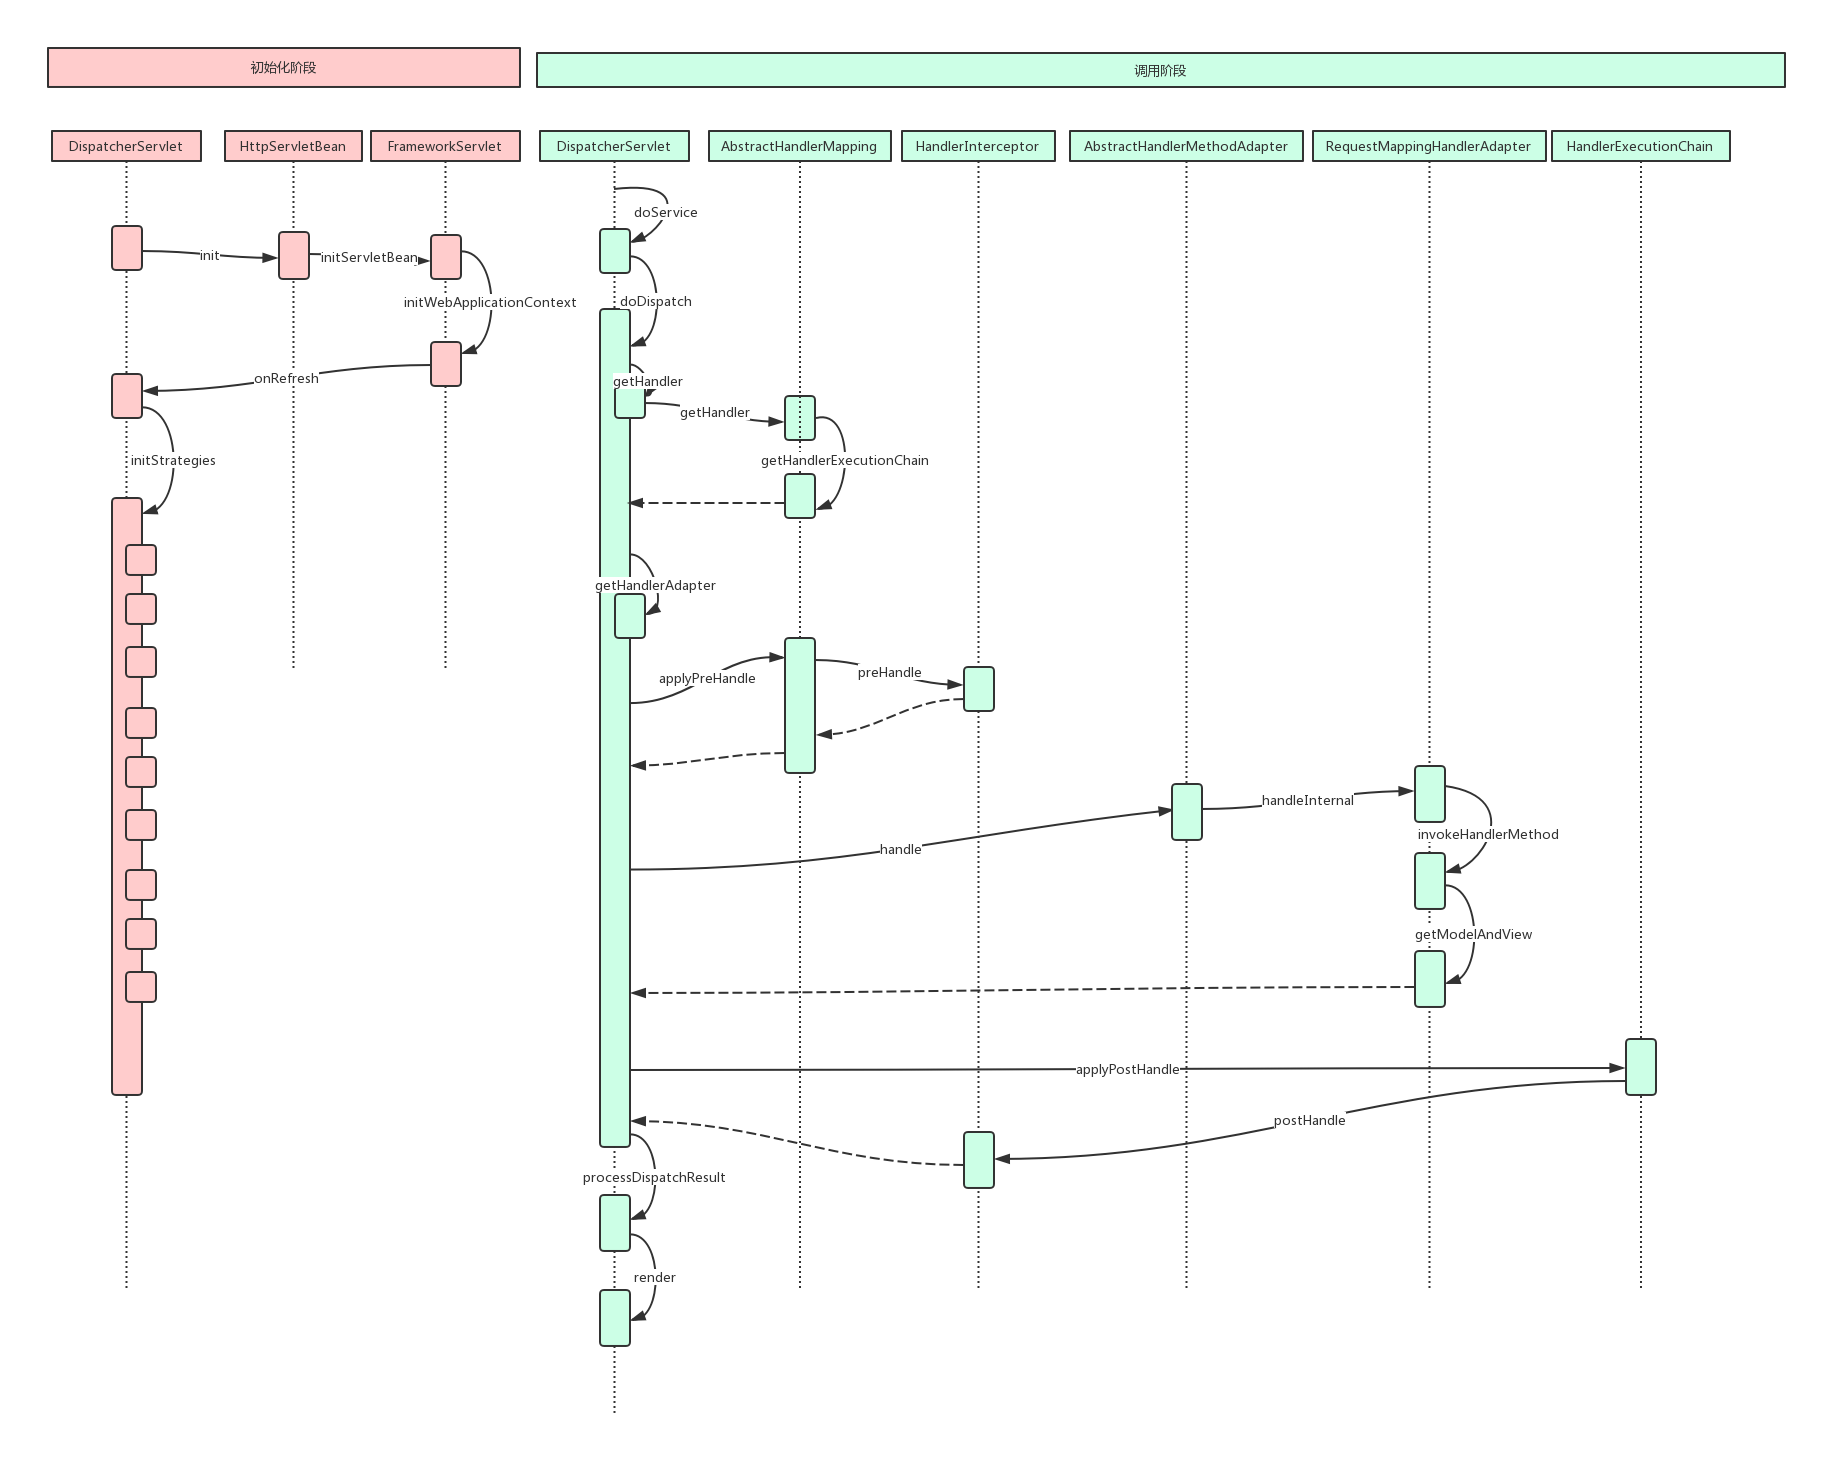 初始化阶段
调用阶段
DispatcherServlet
HttpServletBean
FrameworkServlet
DispatcherServlet
AbstractHandlerMapping
HandlerInterceptor
AbstractHandlerMethodAdapter
RequestMappingHandlerAdapter
HandlerExecutionChain
doService
init
initServletBean
initWebApplicationContext
doDispatch
onRefresh
getHandler
getHandler
initStrategies
getHandlerExecutionChain
getHandlerAdapter
applyPreHandle
preHandle
handleInternal
invokeHandlerMethod
handle
getModelAndView
applyPostHandle
postHandle
processDispatchResult
render